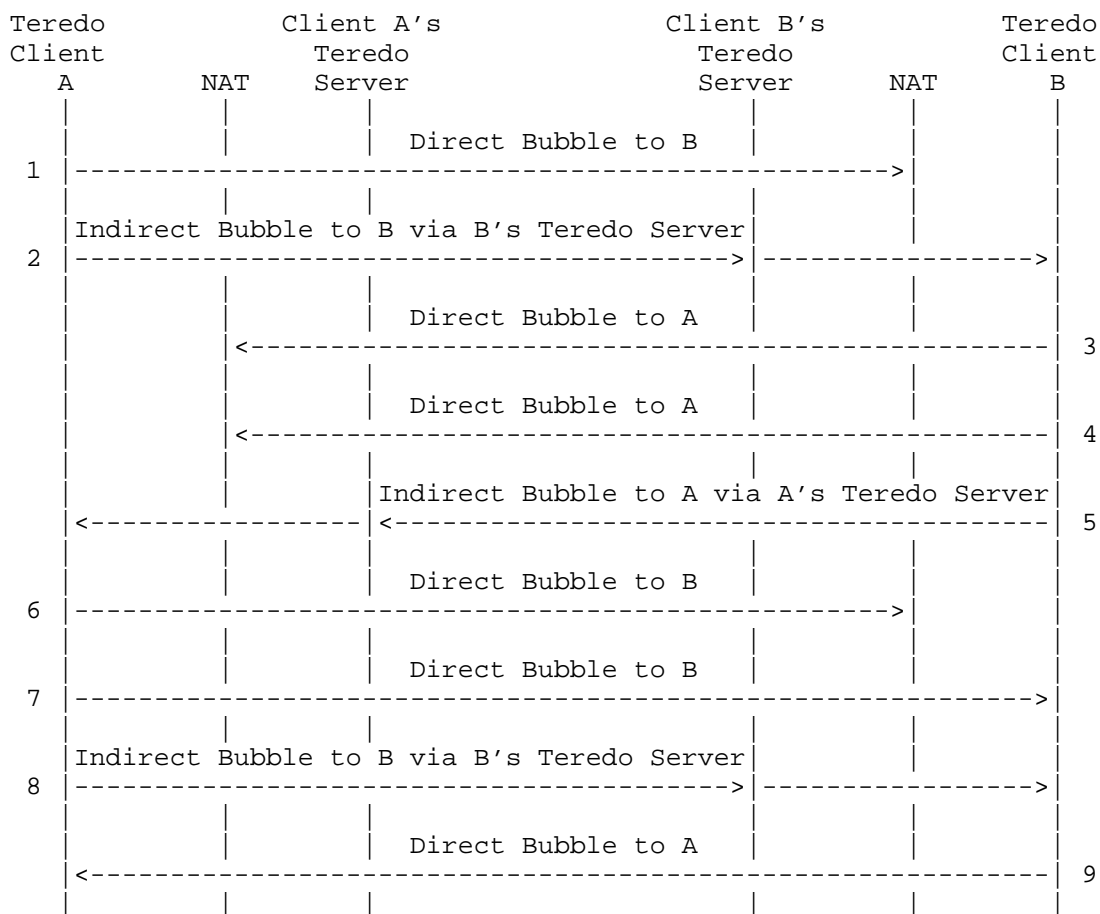 Teredo Client A's Client B's Teredo
Client Teredo Teredo Client
A NAT Server Server NAT B
Direct Bubble to B
1
Indirect Bubble to B via B's Teredo Server
2
Direct Bubble to A
3
Direct Bubble to A
4
Indirect Bubble to A via A's Teredo Server
5
Direct Bubble to B
6
Direct Bubble to B
7
Indirect Bubble to B via B's Teredo Server
8
Direct Bubble to A
9